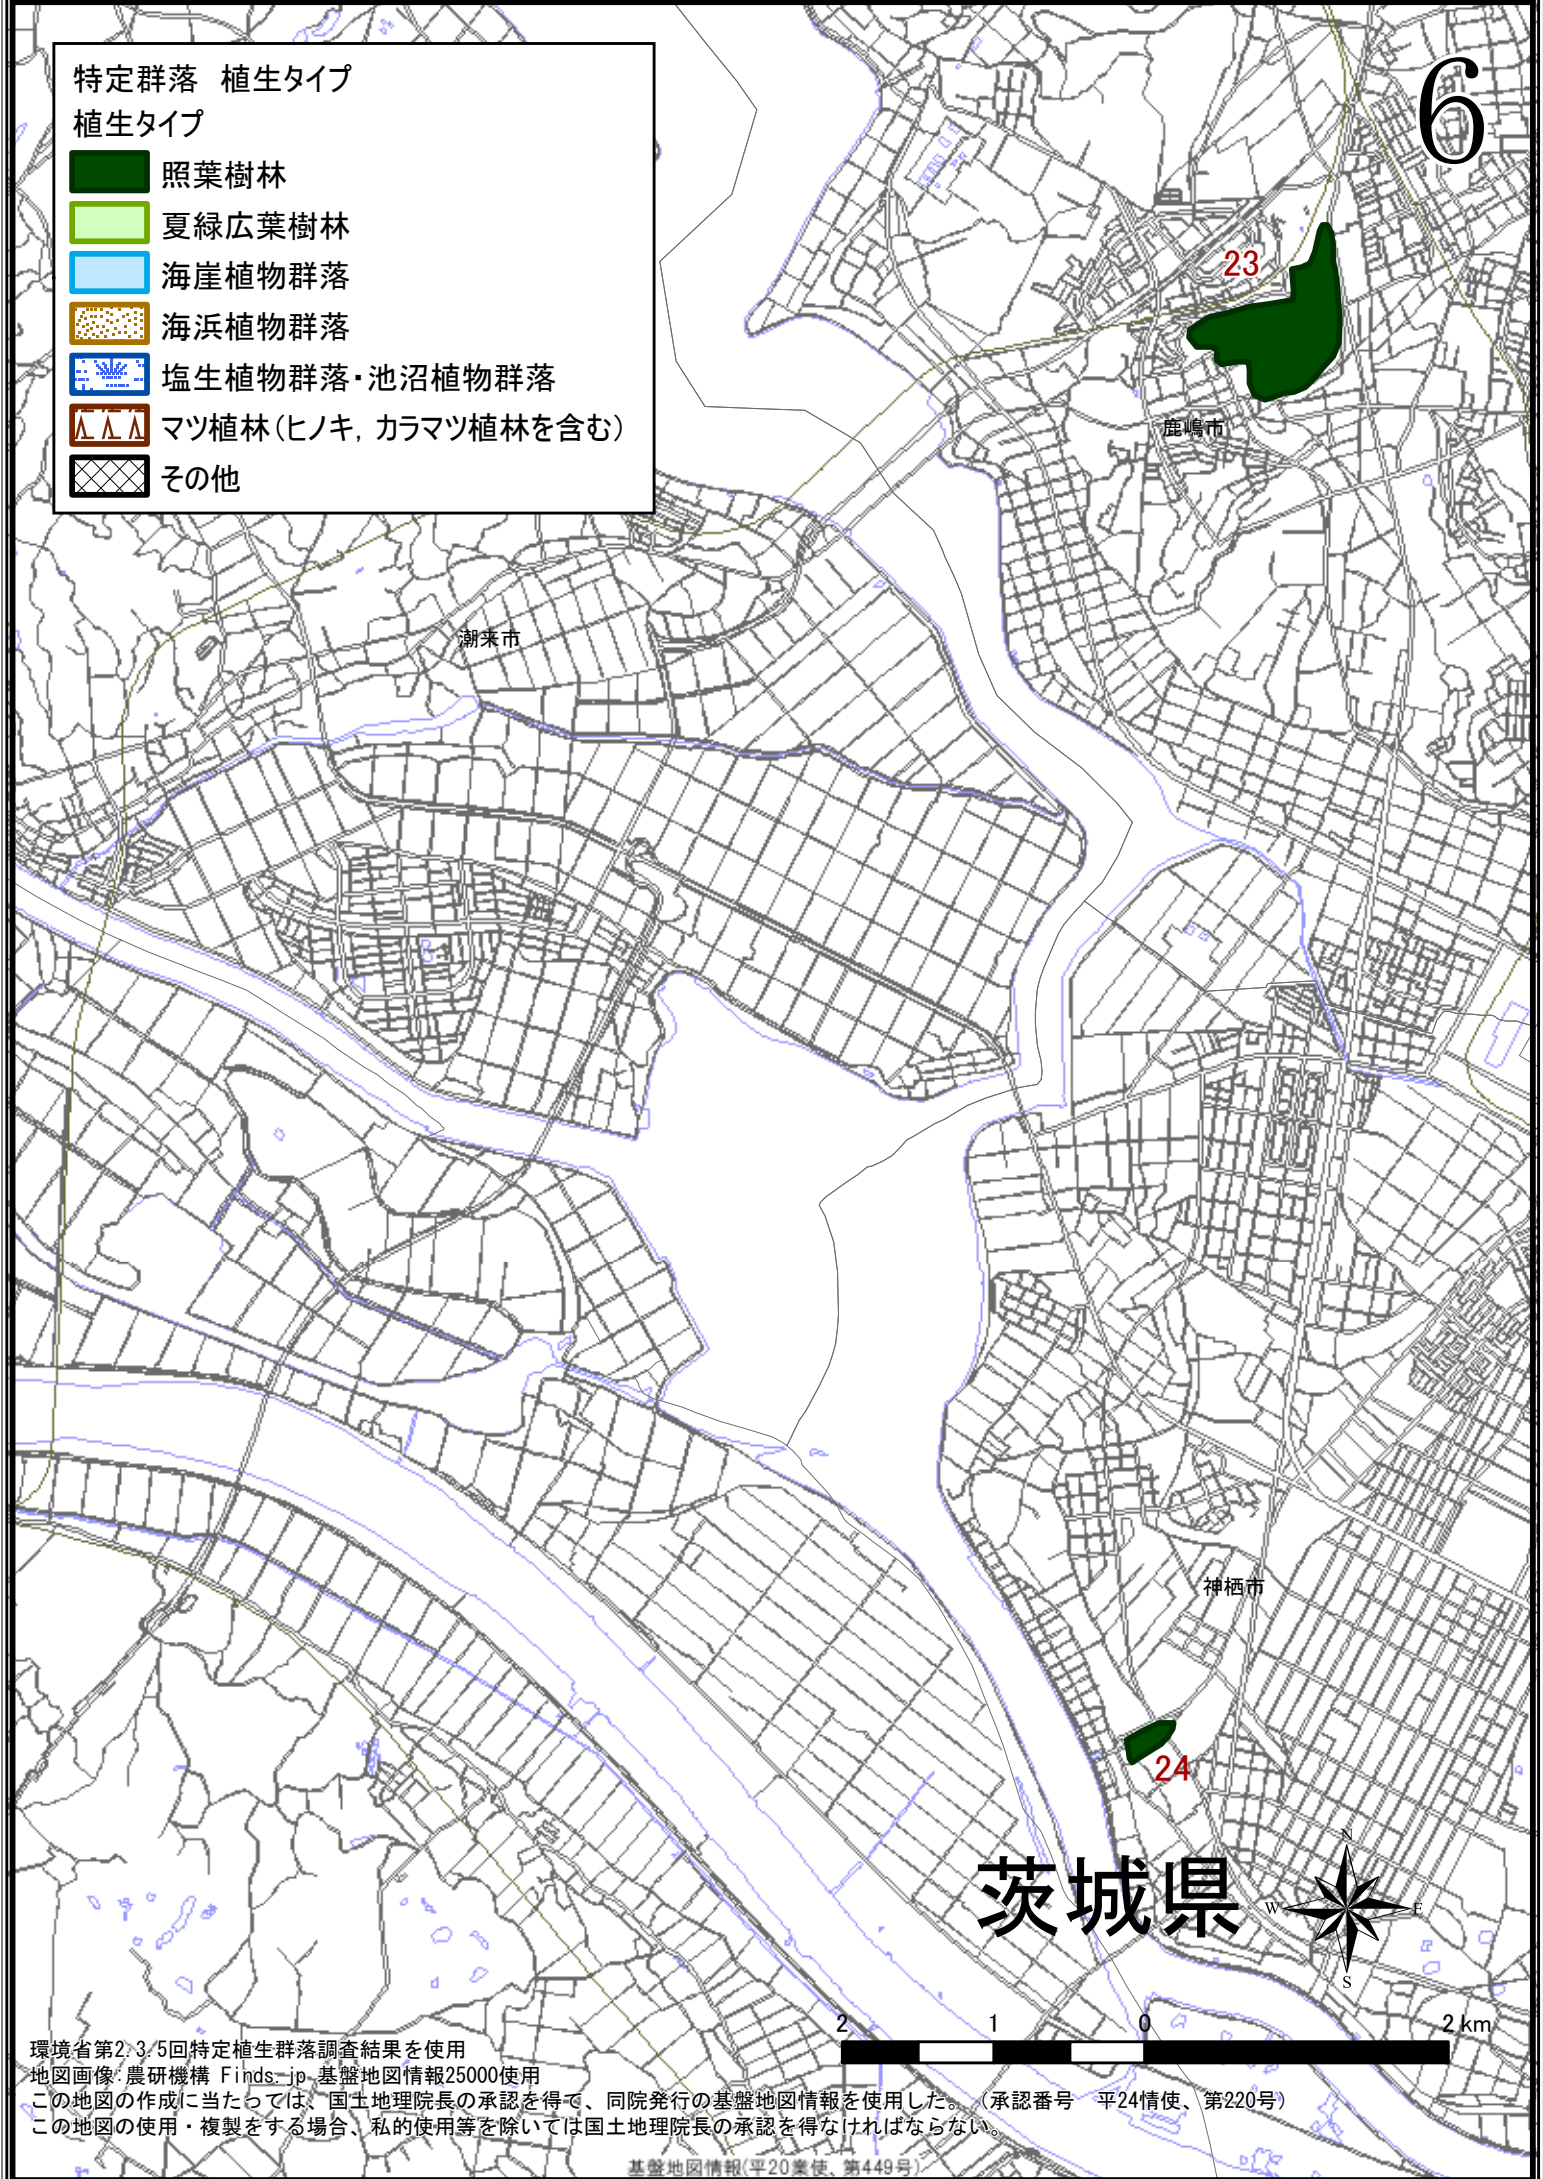 特定群落 植生タイプ
植生タイプ
照葉樹林
夏緑広葉樹林
海崖植物群落
海浜植物群落
塩生植物群落・池沼植物群落
マツ植林(ヒノキ, カラマツ植林を含む)
その他
6
23
鹿嶋市
潮来市
神栖市
24
茨城県
N
W
E
S
2 1 0 2 km
環境省第2.3.5回特定植生群落調査結果を使用
地図画像:農研機構 Finds.jp 基盤地図情報25000使用
この地図の作成に当たっては、国土地理院長の承認を得て、同院発行の基盤地図情報を使用した。 (承認番号 平24情使、第220号)
この地図の使用・複製をする場合、私的使用等を除いては国土地理院長の承認を得なければならない。
基盤地図情報(平20業使、第449号)